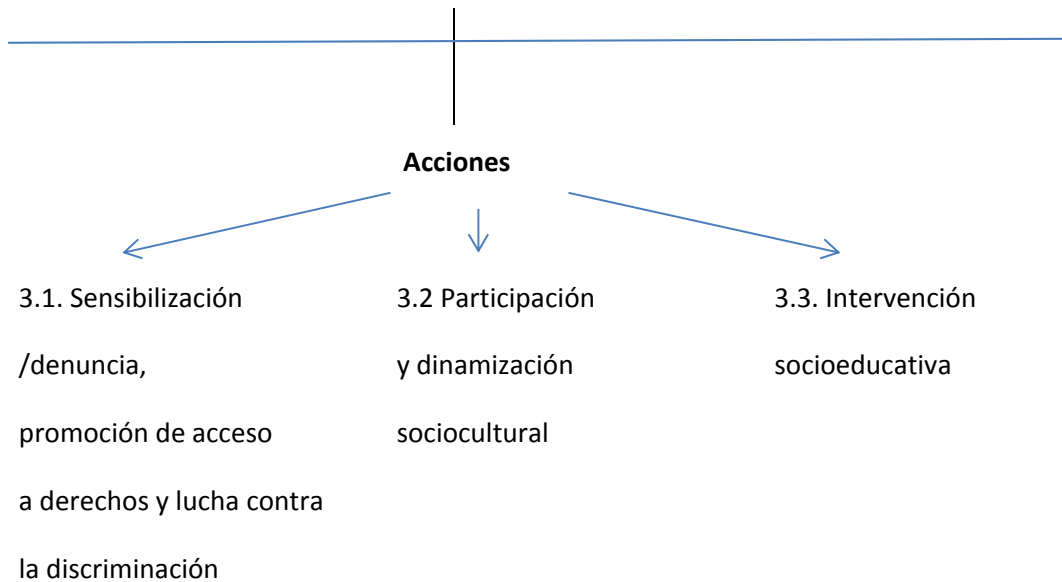 Acciones
3.1. Sensibilización
/denuncia,
promoción de acceso
a derechos y lucha contra
la discriminación
3.2 Participación
y dinamización
sociocultural
3.3. Intervención
socioeducativa